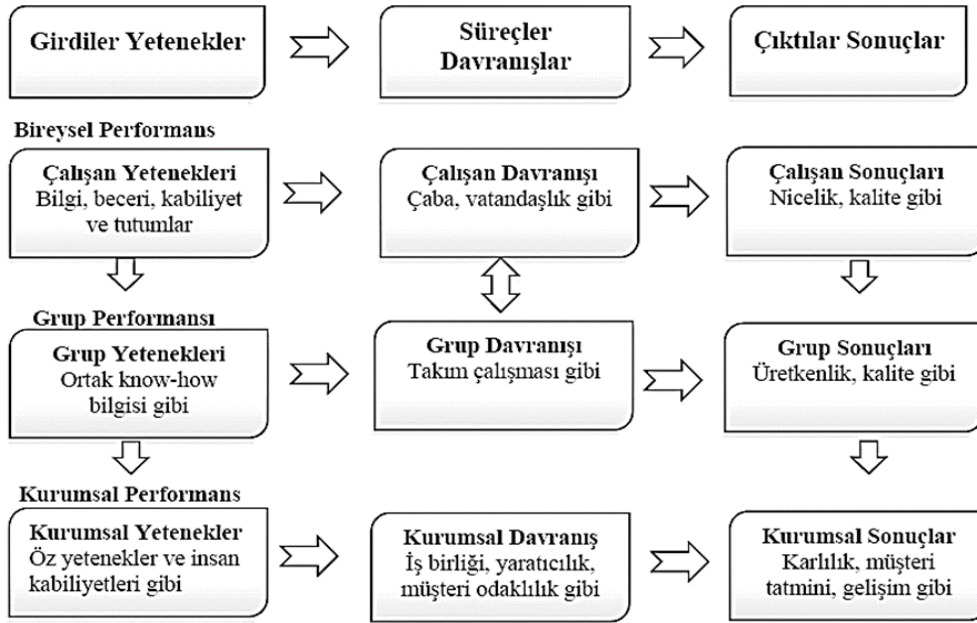 Girdiler Yetenekler
Süreçler
Davranışlar
Çıktılar Sonuçlar
Bireysel Performans
Çalışan Yetenekleri
Bilgi, beceri, kabiliyet
ve tutumlar
Çalışan Davranışı
Çaba, vatandaşlık gibi
Çalışan Sonuçları
Nicelik, kalite gibi
Grup Performansı
Grup Yetenekleri
Ortak know-how
bilgisi gibi
Grup Davranışı
Takım çalışması gibi
Grup Sonuçları
Üretkenlik, kalite gibi
Kurumsal Performans
Kurumsal Yetenekler
Öz yetenekler ve insan
kabiliyetleri gibi
Kurumsal Davranış
İş birliği, yaratıcılık,
müşteri odaklılık gibi
Kurumsal Sonuçlar
Karlılık, müşteri
tatmini, gelişim gibi